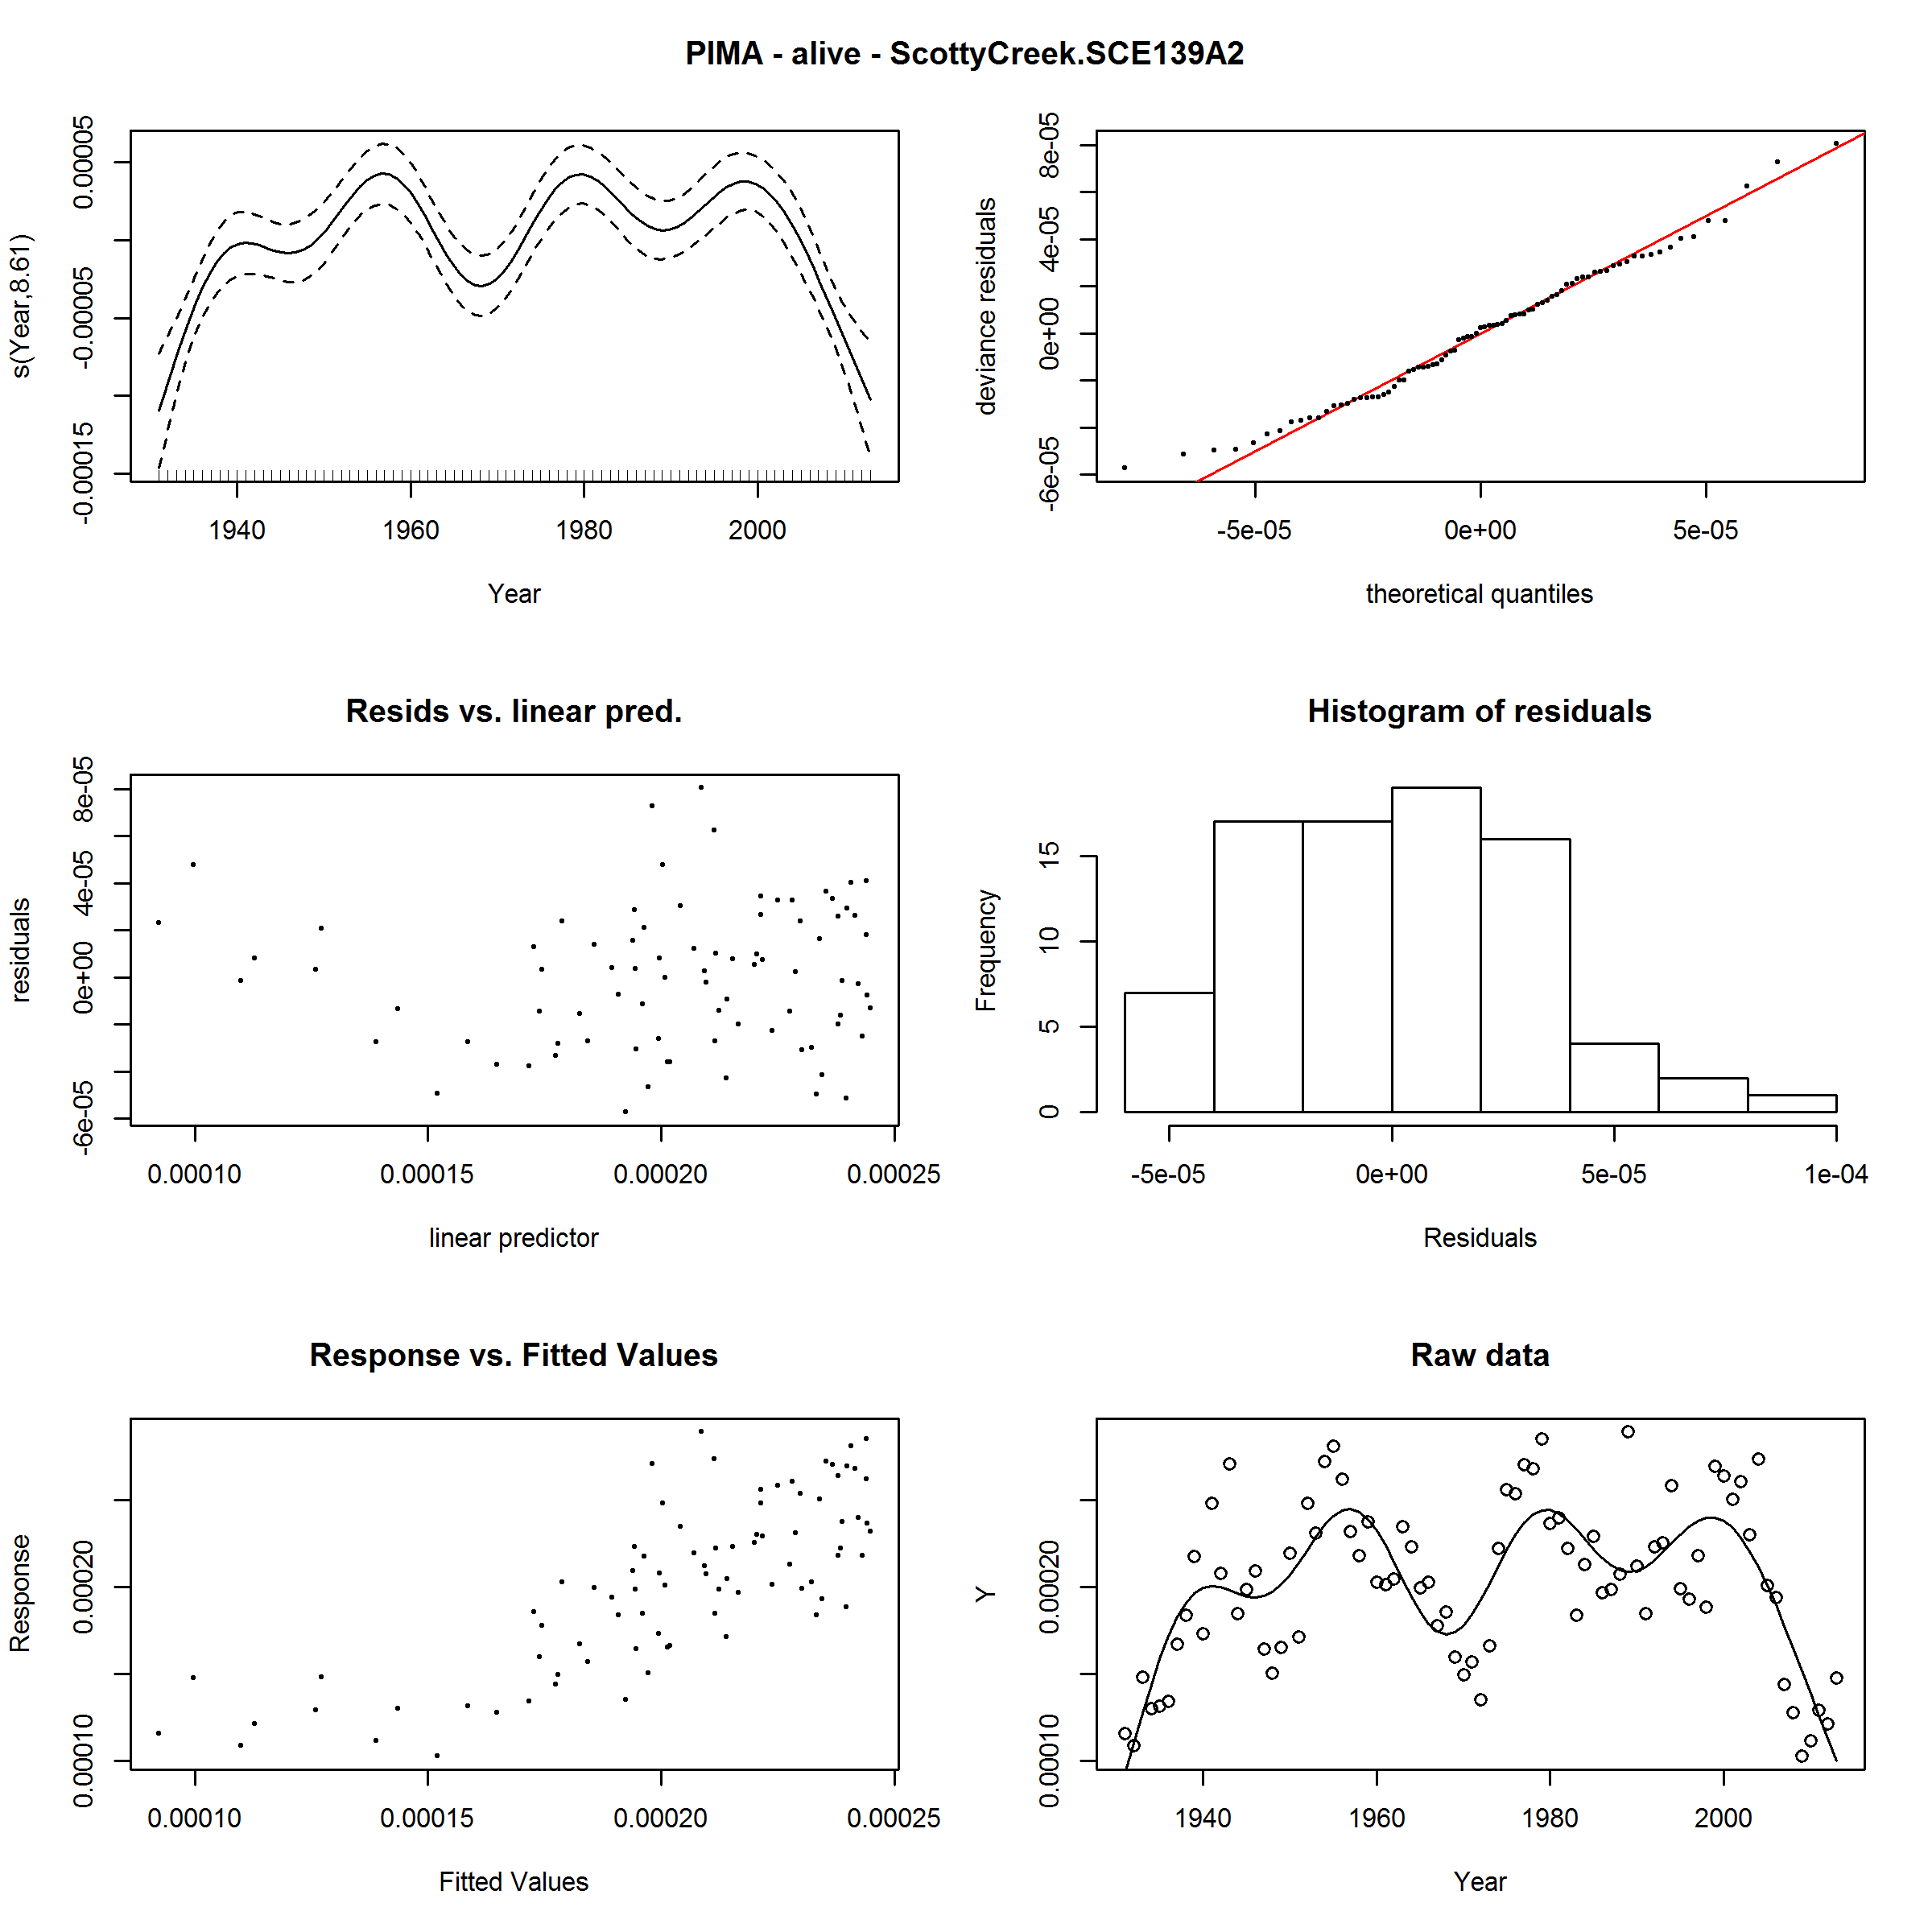 PIMA - alive - ScottyCreek.SCE139A2
s(Year,8.61)
0.00005
-0.00005
-0.00015
1940 1960 1980 2000
Year
deviance residuals
8e-05
4e-05
0e+00
-6e-05
-5e-05 0e+00 5e-05
theoretical quantiles
Resids vs. linear pred.
residuals
8e-05
4e-05
0e+00
-6e-05
0.00010 0.00015 0.00020 0.00025
linear predictor
Histogram of residuals
Frequency
15
10
5
0
-5e-05 0e+00 5e-05 1e-04
Residuals
Response vs. Fitted Values
Response
0.00020
0.00010
0.00010 0.00015 0.00020 0.00025
Fitted Values
Raw data
Y
0.00020
0.00010
1940 1960 1980 2000
Year